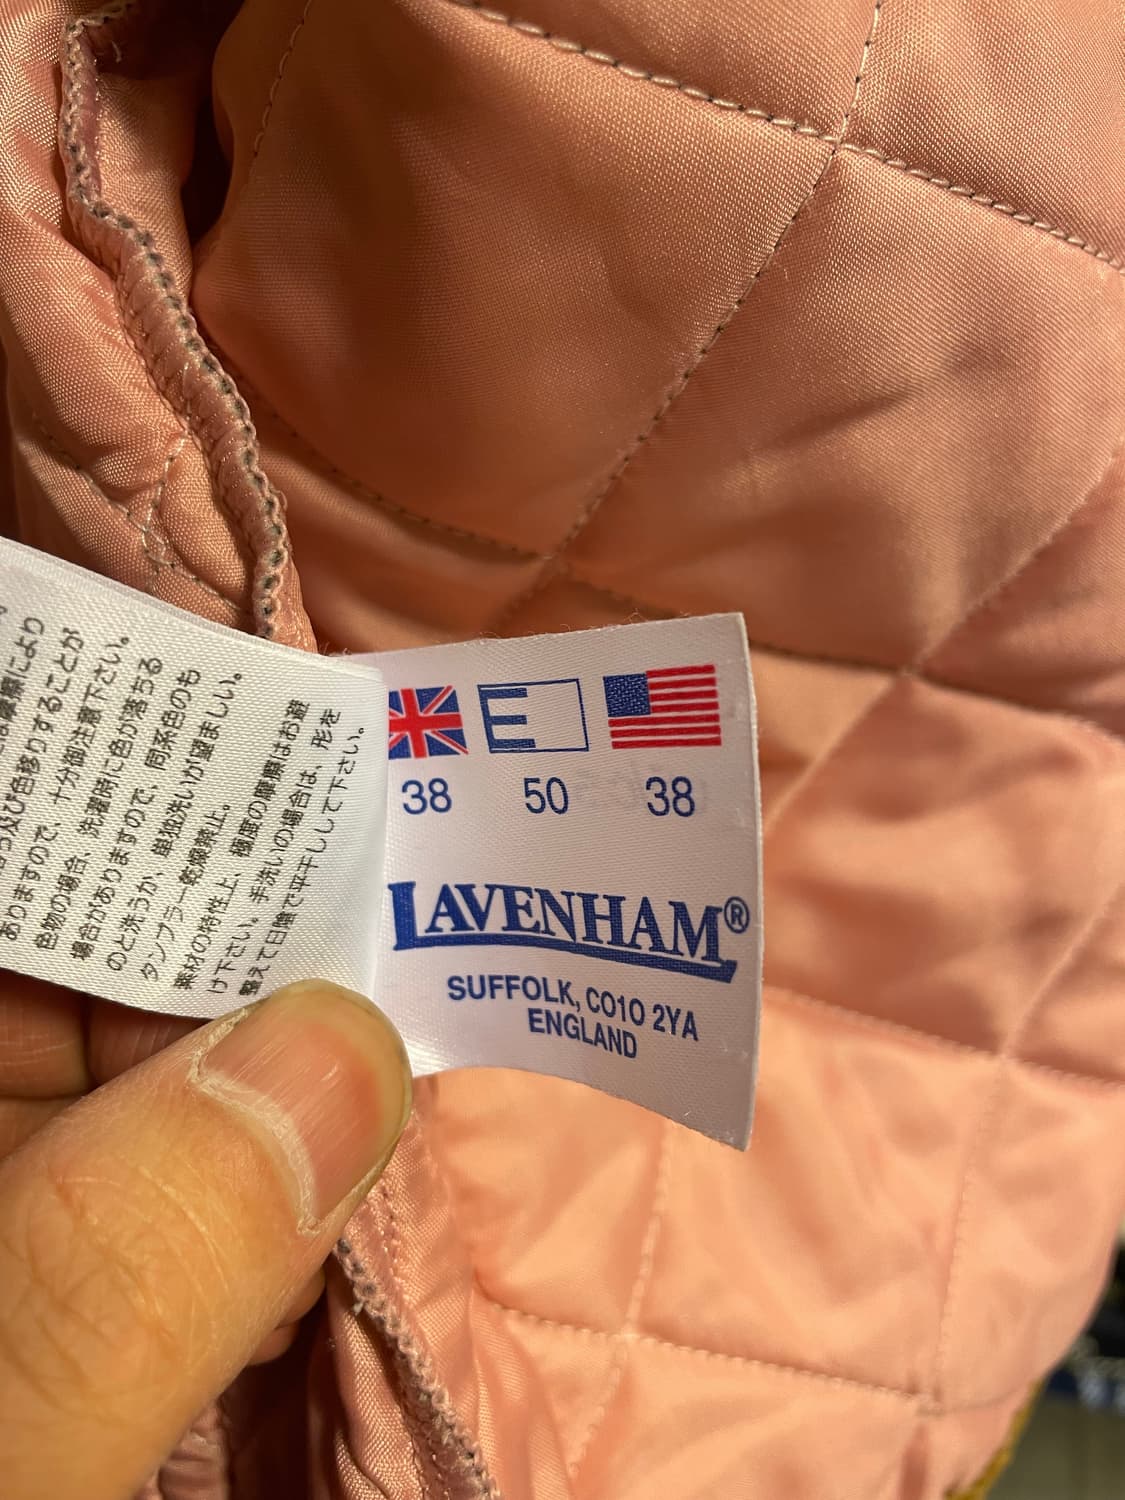 により
ありますので、十分御注意下さい。
色物の場合、洗濯時に色が落ちる
場合がありますので、同系色のも
のと洗うか、単独洗いが望ましい。
タンブラー乾燥禁止。
素材の特性上、極度の摩擦はお避
け下さい。手洗いの場合は、形を
整えて日陰で平干しして下さい。
E
38 50 38
LAVENHAM®
SUFFOLK, CO10 2YA
ENGLAND